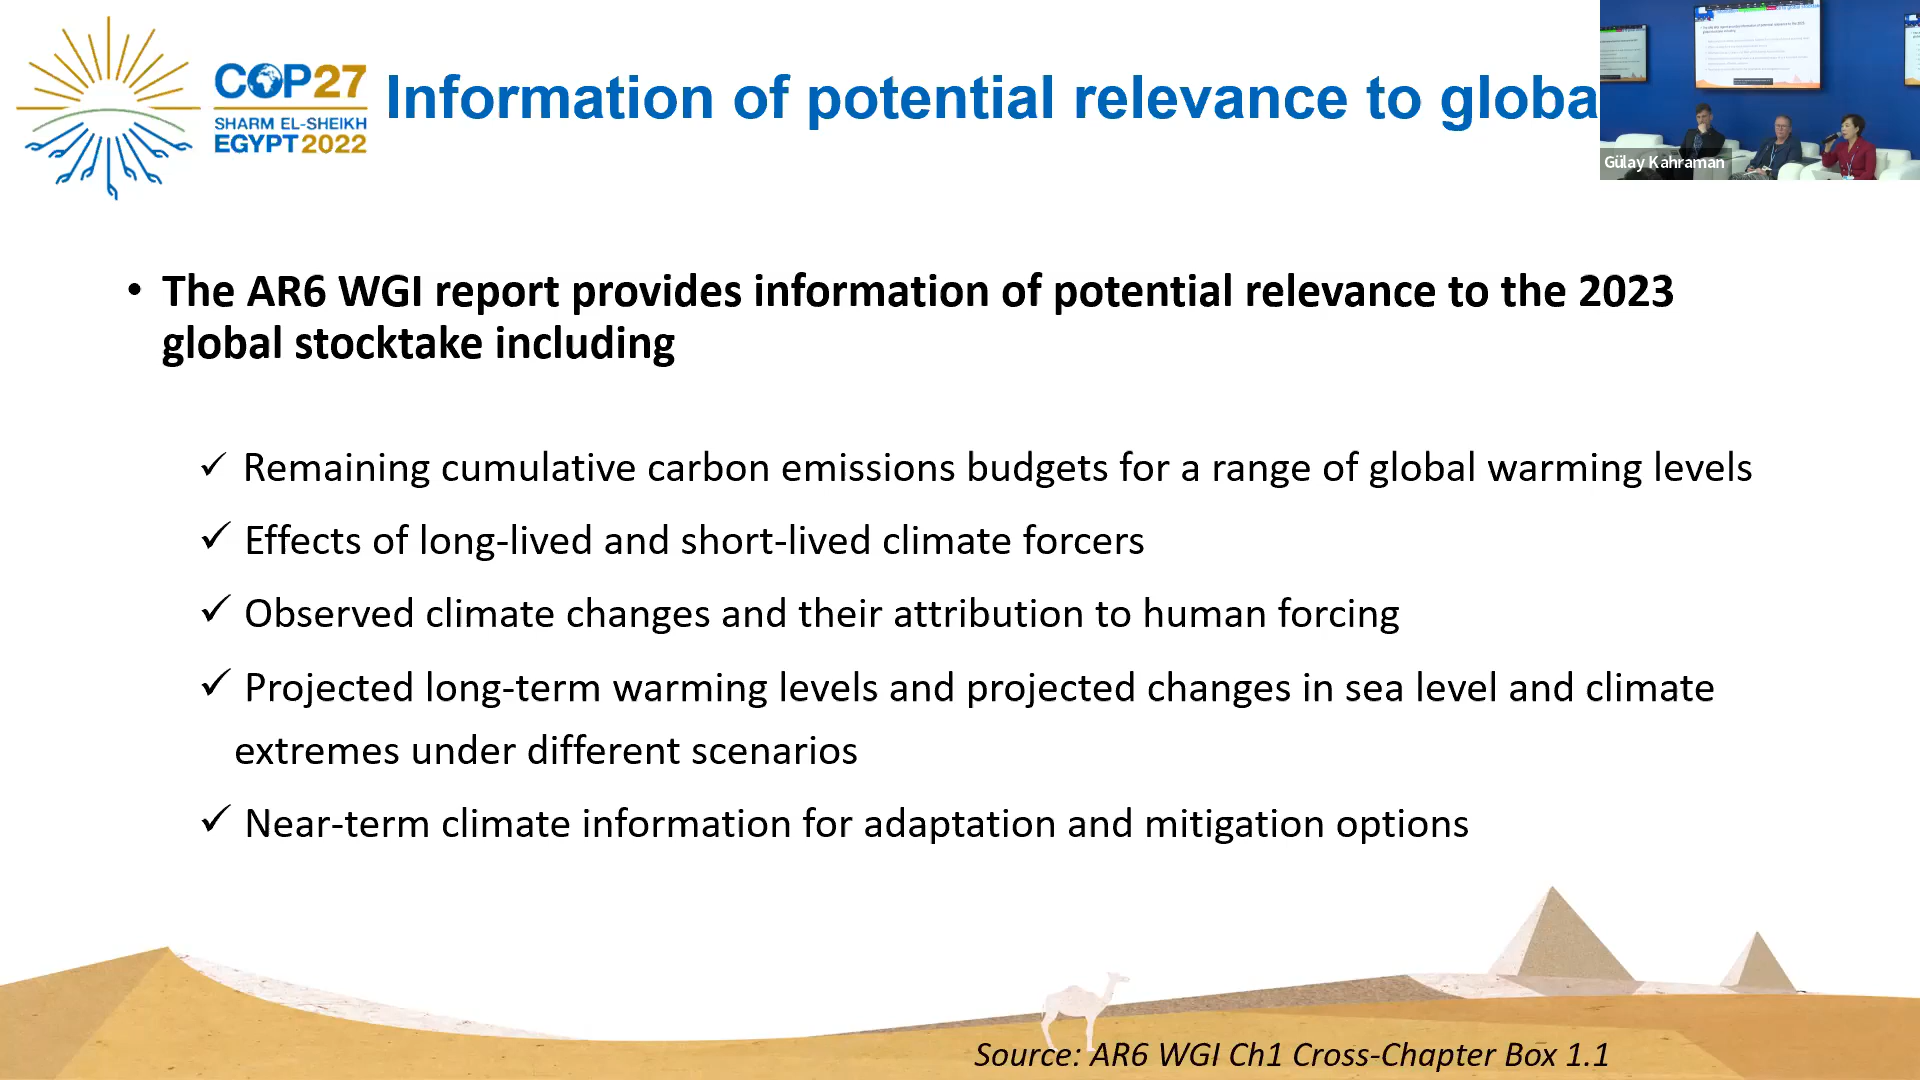 COP27
SHARM EL-SHEIKH
EGYPT2022
Information of potential relevance to globa
Gülay Kahraman
• The AR6 WGI report provides information of potential relevance to the 2023
global stocktake including
✓ Remaining cumulative carbon emissions budgets for a range of global warming levels
✓ Effects of long-lived and short-lived climate forcers
✓ Observed climate changes and their attribution to human forcing
✓ Projected long-term warming levels and projected changes in sea level and climate
extremes under different scenarios
✓ Near-term climate information for adaptation and mitigation options
Source: AR6 WGI Ch1 Cross-Chapter Box 1.1